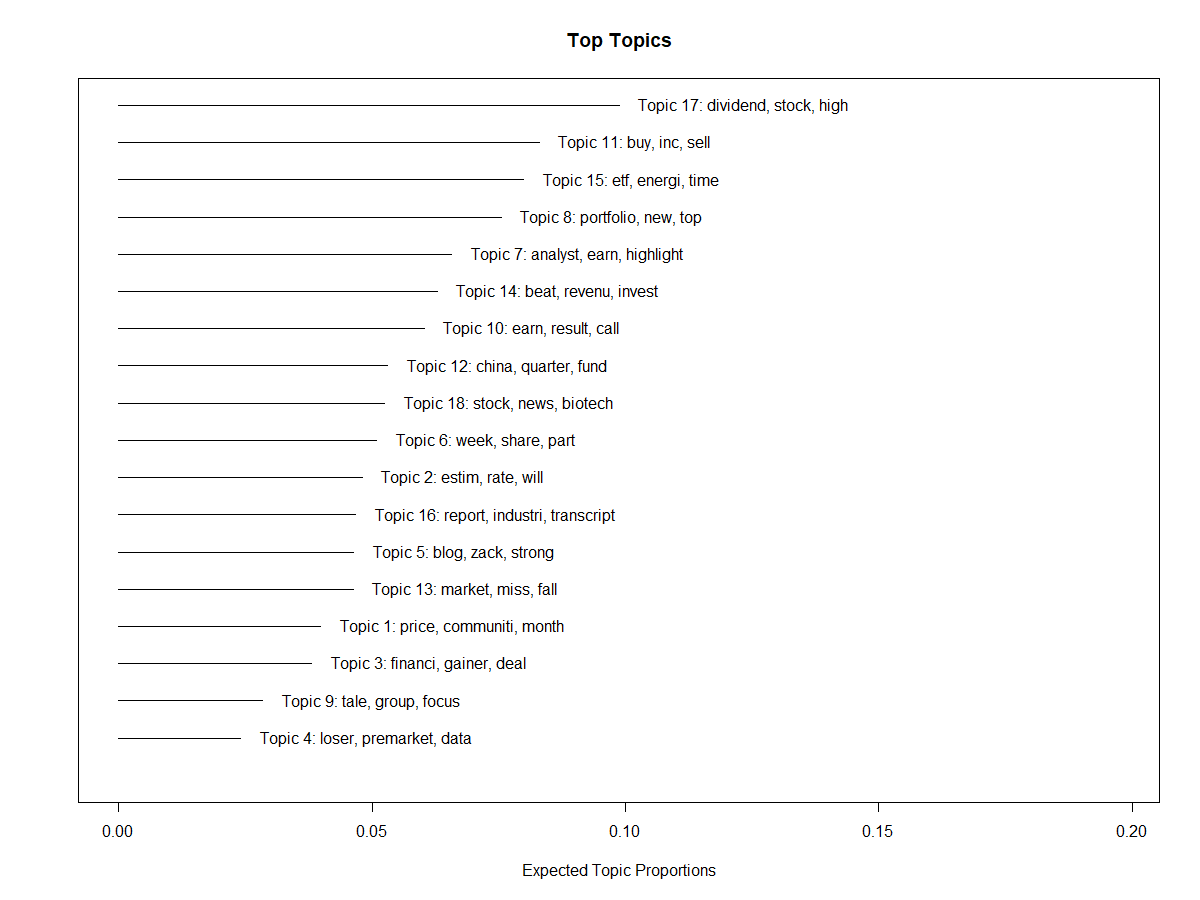 Top Topics
Topic 17: dividend, stock, high
Topic 11: buy, inc, sell
Topic 15: etf, energi, time
Topic 8: portfolio, new, top
Topic 7: analyst, earn, highlight
Topic 14: beat, revenu, invest
Topic 10: earn, result, call
Topic 12: china, quarter, fund
Topic 18: stock, news, biotech
Topic 6: week, share, part
Topic 2: estim, rate, will
Topic 16: report, industri, transcript
Topic 5: blog, zack, strong
Topic 13: market, miss, fall
Topic 1: price, communiti, month
Topic 3: financi, gainer, deal
Topic 9: tale, group, focus
Topic 4: loser, premarket, data
0.00 0.05 0.10 0.15 0.20
Expected Topic Proportions